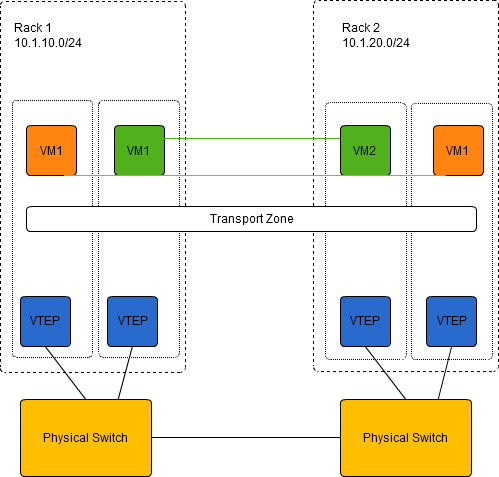 Rack 1
10.1.10.0/24
Rack 2
10.1.20.0/24
VM1
VM1
VM2
VM1
Transport Zone
VTEP
VTEP
VTEP
VTEP
Physical Switch
Physical Switch